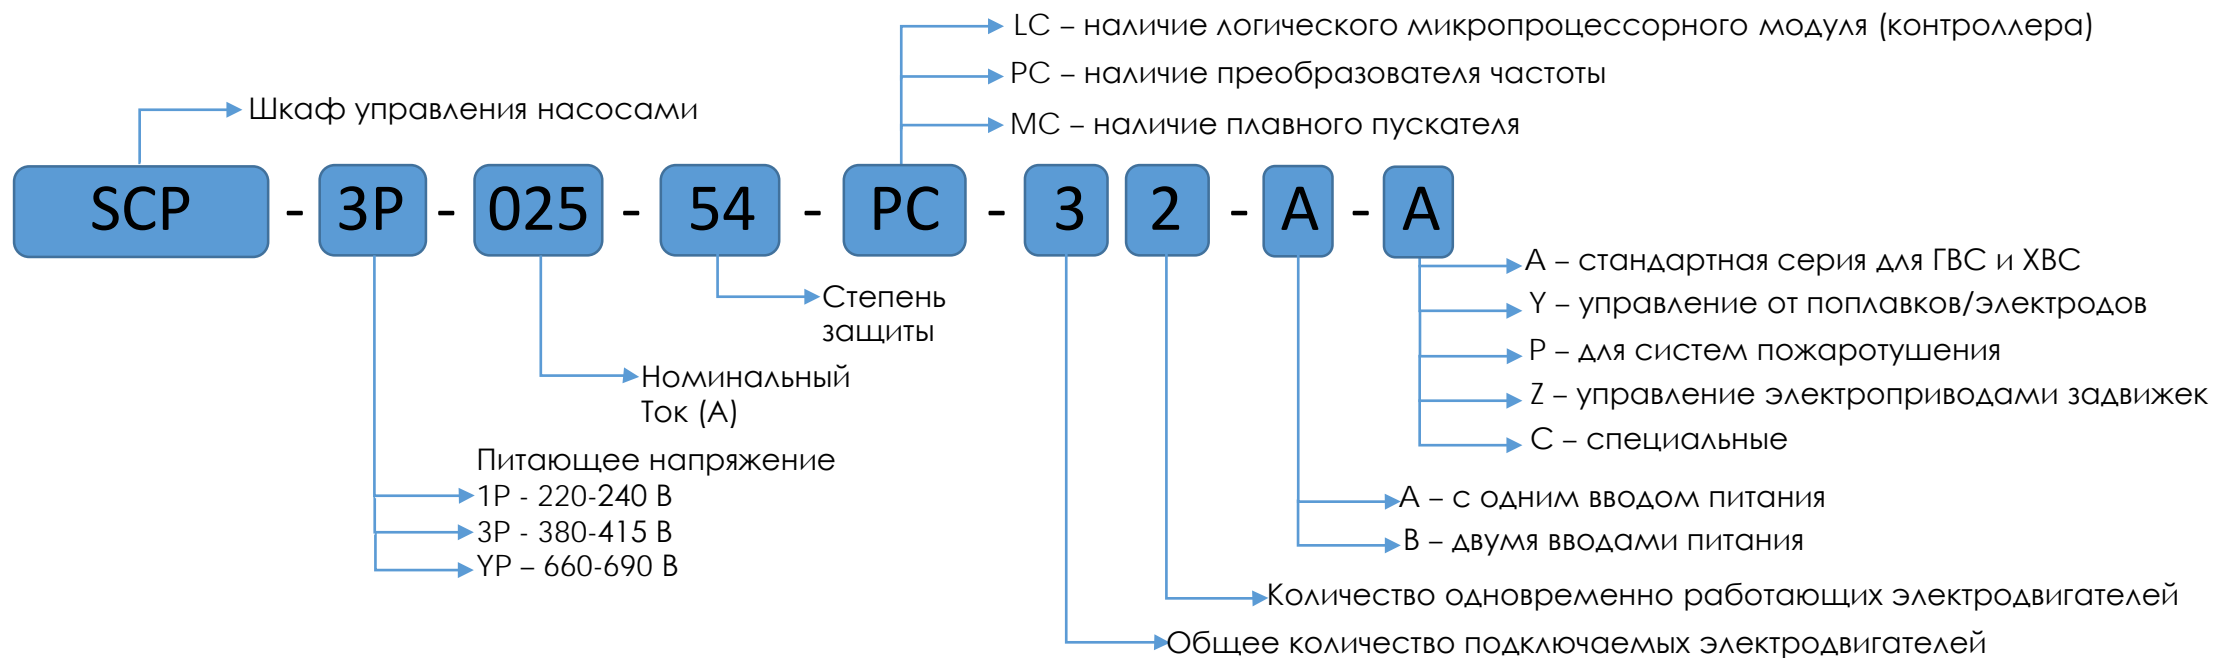 LC – наличие логического микропроцессорного модуля (контроллера)
PC – наличие преобразователя частоты
Шкаф управления насосами
MC – наличие плавного пускателя
SCP - 3P - 025 - 54 - PC - 3 2 - A - A
A – стандартная серия для ГВС и ХВС
Степень
защиты
Y – управление от поплавков/электродов
P – для систем пожаротушения
Номинальный
Ток (А)
Z – управление электроприводами задвижек
C – специальные
Питающее напряжение
1P - 220-240 В
3P - 380-415 В
YP – 660-690 В
A – с одним вводом питания
B – двумя вводами питания
Количество одновременно работающих электродвигателей
Общее количество подключаемых электродвигателей